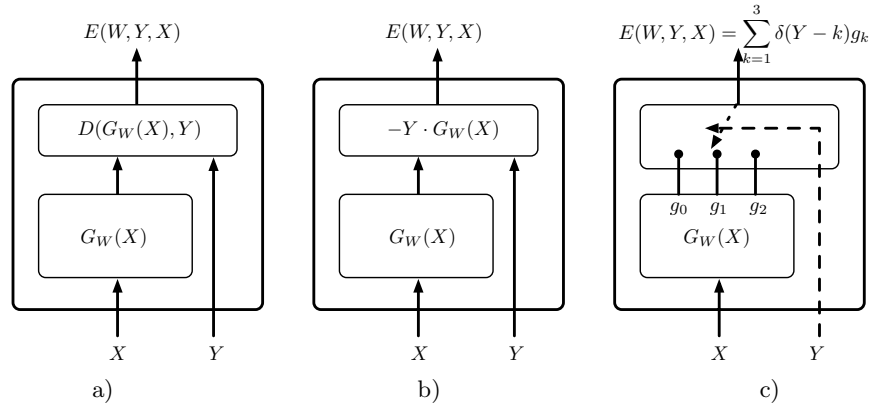 E(W, Y, X)
D(G_W(X), Y)
G_W(X)
X Y
a)
E(W, Y, X)
−Y · G_W(X)
G_W(X)
X Y
b)
E(W, Y, X) = ∑_{k=1}^{3} δ(Y − k)g_k
g_0 g_1 g_2
G_W(X)
X Y
c)